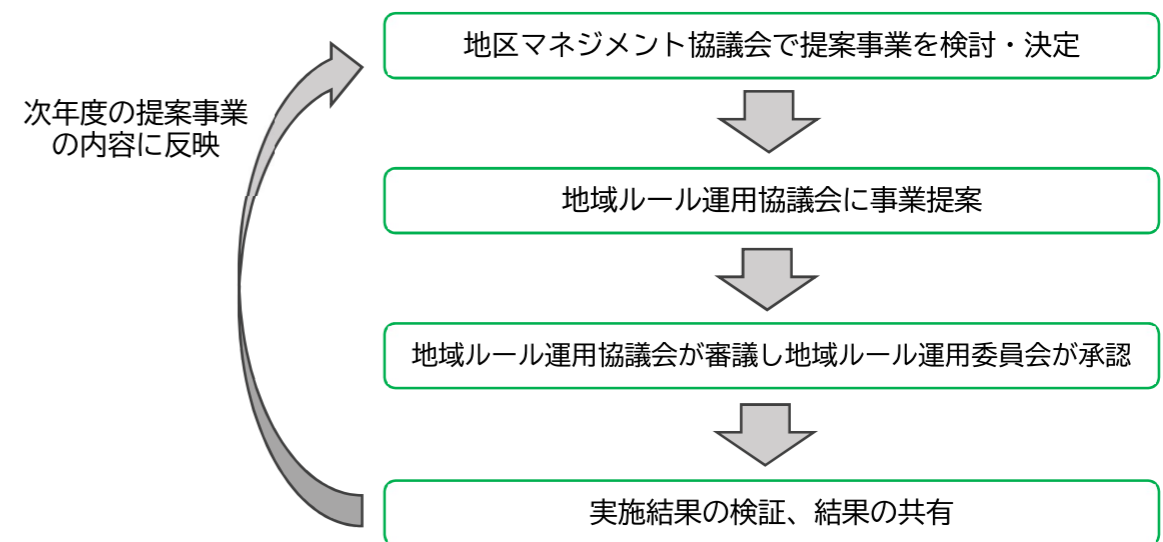 地区マネジメント協議会で提案事業を検討・決定
次年度の提案事業
の内容に反映
地域ルール運用協議会に事業提案
地域ルール運用協議会が審議し地域ルール運用委員会が承認
実施結果の検証、結果の共有